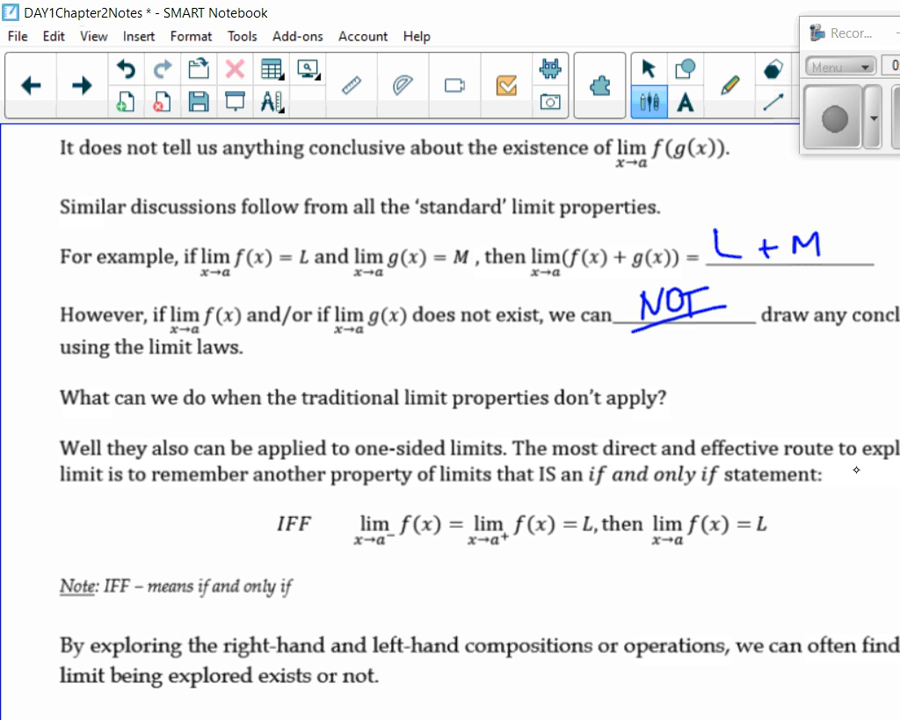 DAY1Chapter2Notes * - SMART Notebook
File Edit View Insert Format Tools Add-ons Account Help
Recor...
Menu
0
It does not tell us anything conclusive about the existence of lim f(g(x)).
x→a
Similar discussions follow from all the 'standard' limit properties.
For example, if lim f(x) = L and lim g(x) = M , then lim(f(x) + g(x)) = L + M
x→a x→a x→a
However, if lim f(x) and/or if lim g(x) does not exist, we can NOT draw any concl
x→a x→a
using the limit laws.
What can we do when the traditional limit properties don't apply?
Well they also can be applied to one-sided limits. The most direct and effective route to expl
limit is to remember another property of limits that IS an if and only if statement:
IFF lim f(x) = lim f(x) = L, then lim f(x) = L
x→a⁻ x→a⁺ x→a
Note: IFF – means if and only if
By exploring the right-hand and left-hand compositions or operations, we can often find
limit being explored exists or not.